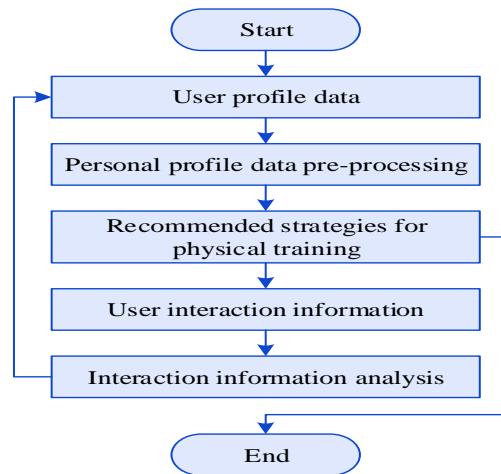 Start
User profile data
Personal profile data pre-processing
Recommended strategies for
physical training
User interaction information
Interaction information analysis
End